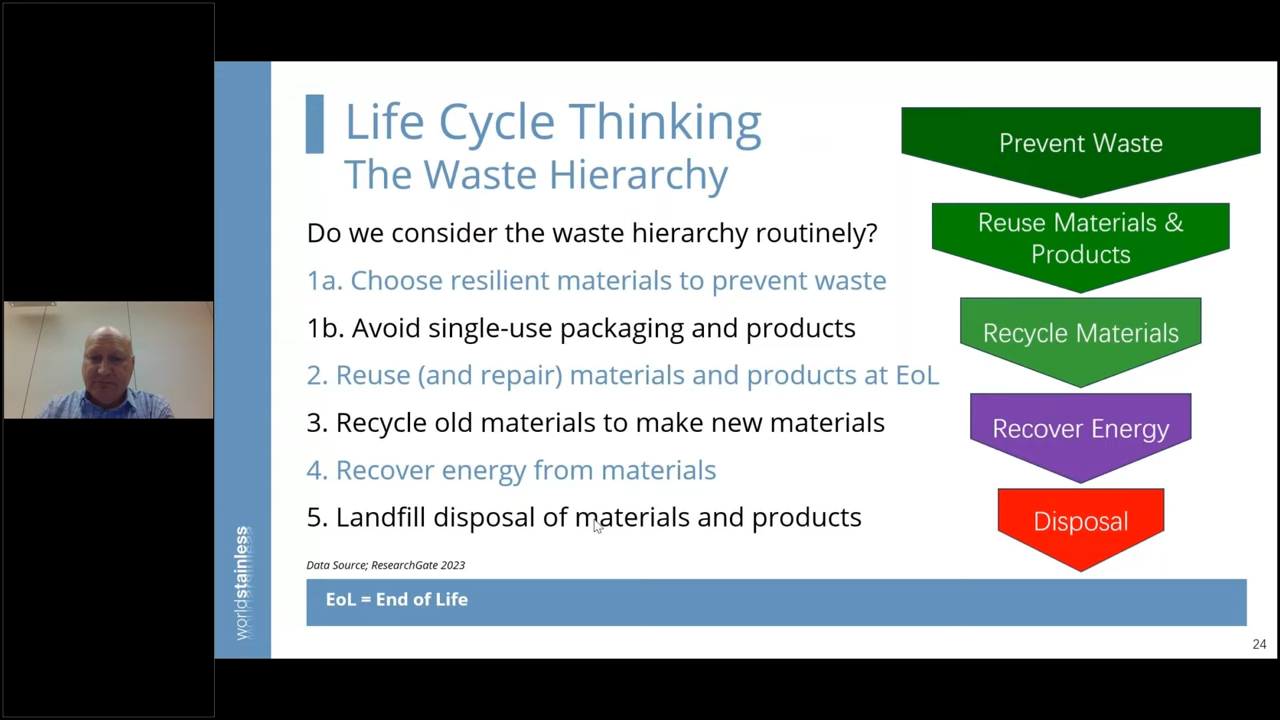 Life Cycle Thinking
The Waste Hierarchy
Do we consider the waste hierarchy routinely?
1a. Choose resilient materials to prevent waste
1b. Avoid single-use packaging and products
2. Reuse (and repair) materials and products at EoL
3. Recycle old materials to make new materials
4. Recover energy from materials
5. Landfill disposal of materials and products
Data Source; ResearchGate 2023
EoL = End of Life
Prevent Waste
Reuse Materials &
Products
Recycle Materials
Recover Energy
Disposal
worldstainless
24